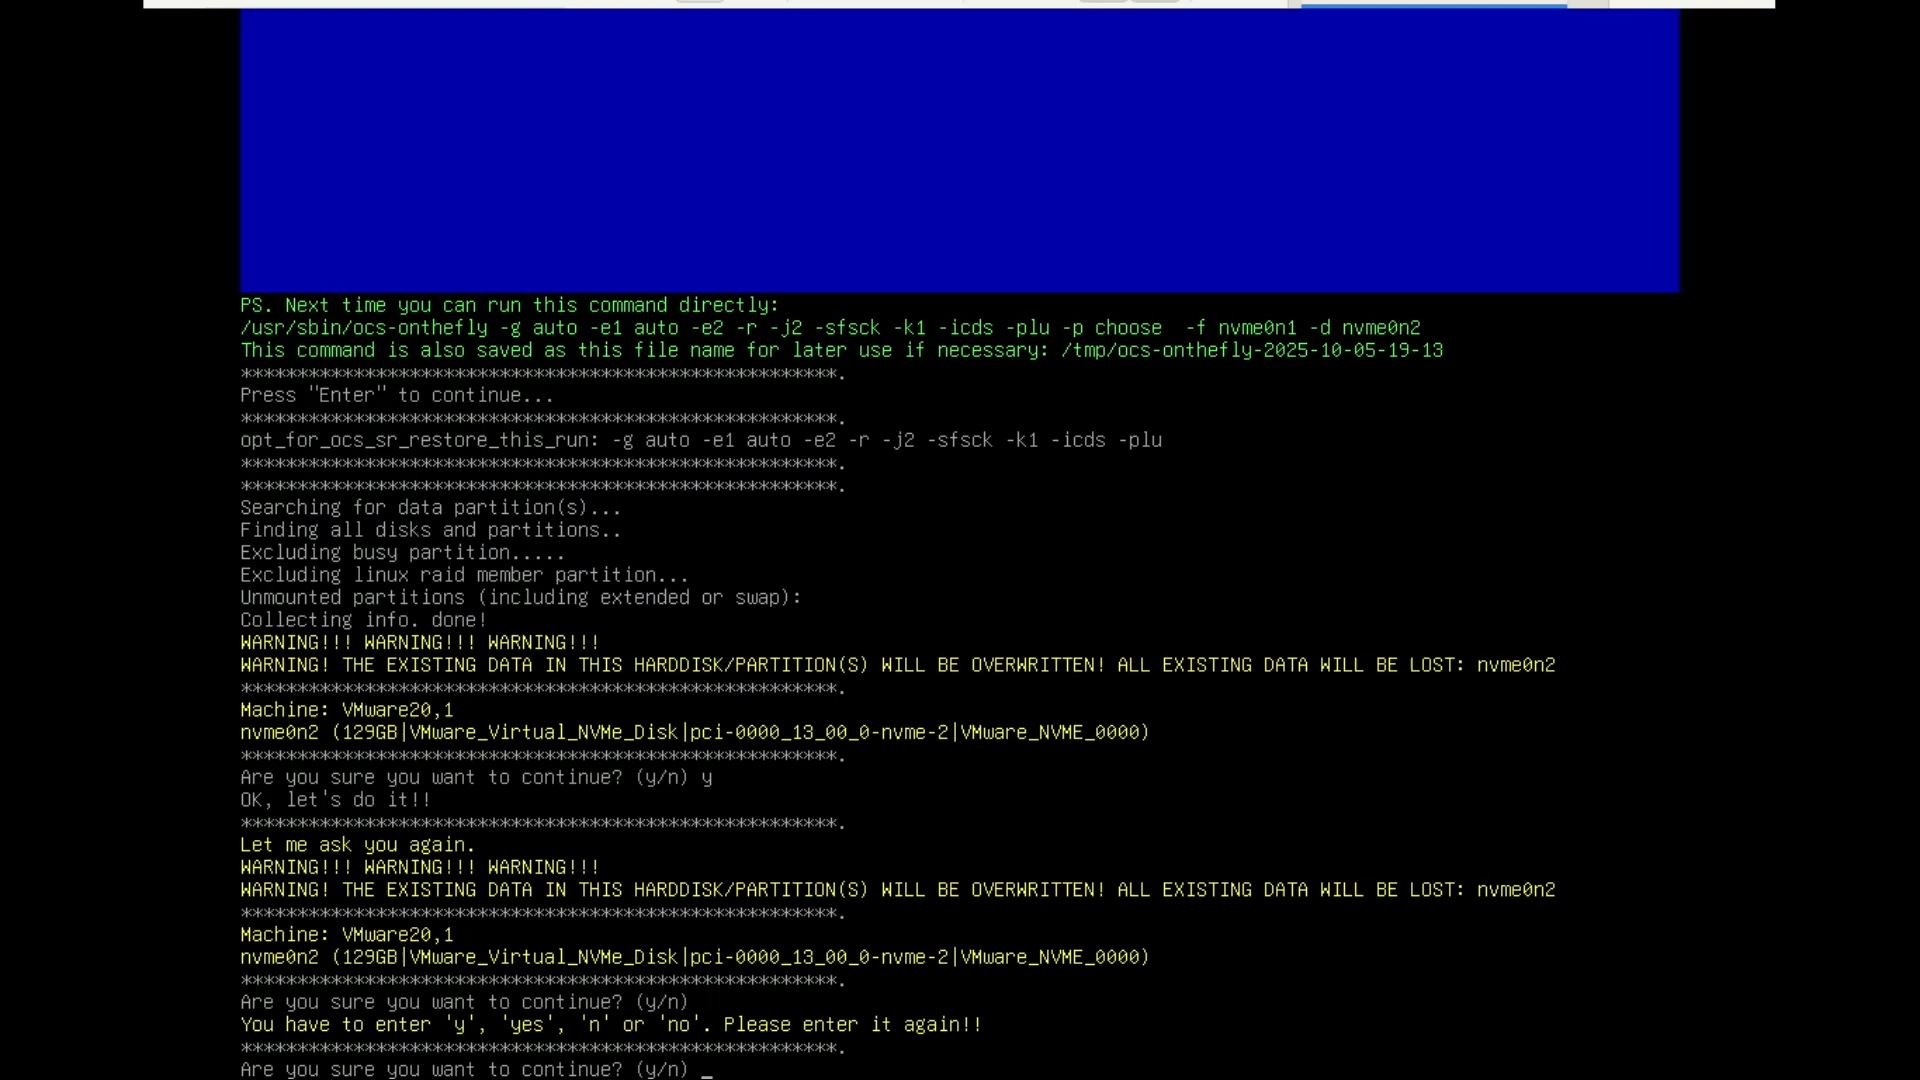 PS. Next time you can run this command directly:
/usr/sbin/ocs-onthefly -g auto -e1 auto -e2 -r -j2 -sfsck -k1 -icds -plu -p choose  -f nvme0n1 -d nvme0n2
This command is also saved as this file name for later use if necessary: /tmp/ocs-onthefly-2025-10-05-19-13
*****************************************************.
Press "Enter" to continue...
*****************************************************.
opt_for_ocs_sr_restore_this_run: -g auto -e1 auto -e2 -r -j2 -sfsck -k1 -icds -plu
*****************************************************.
*****************************************************.
Searching for data partition(s)...
Finding all disks and partitions..
Excluding busy partition.....
Excluding linux raid member partition...
Unmounted partitions (including extended or swap):
Collecting info. done!
WARNING!!! WARNING!!! WARNING!!!
WARNING! THE EXISTING DATA IN THIS HARDDISK/PARTITION(S) WILL BE OVERWRITTEN! ALL EXISTING DATA WILL BE LOST: nvme0n2
*****************************************************.
Machine: VMware20,1
nvme0n2 (129GB|VMware_Virtual_NVMe_Disk|pci-0000_13_00_0-nvme-2|VMware_NVME_0000)
*****************************************************.
Are you sure you want to continue? (y/n) y
OK, let's do it!!
*****************************************************.
Let me ask you again.
WARNING!!! WARNING!!! WARNING!!!
WARNING! THE EXISTING DATA IN THIS HARDDISK/PARTITION(S) WILL BE OVERWRITTEN! ALL EXISTING DATA WILL BE LOST: nvme0n2
*****************************************************.
Machine: VMware20,1
nvme0n2 (129GB|VMware_Virtual_NVMe_Disk|pci-0000_13_00_0-nvme-2|VMware_NVME_0000)
*****************************************************.
Are you sure you want to continue? (y/n)
You have to enter 'y', 'yes', 'n' or 'no'. Please enter it again!!
*****************************************************.
Are you sure you want to continue? (y/n) _